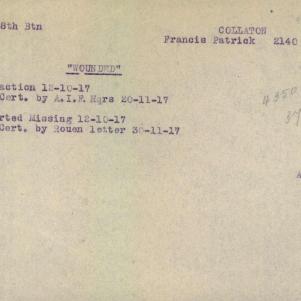 8th Btn
COLLATON
Francis Patrick 2140
"WOUNDED"
action 12-10-17
Cert. by A.I.F. Hqrs 20-11-17
4350
rted Missing 12-10-17
Cert. by Rouen letter 30-11-17
A